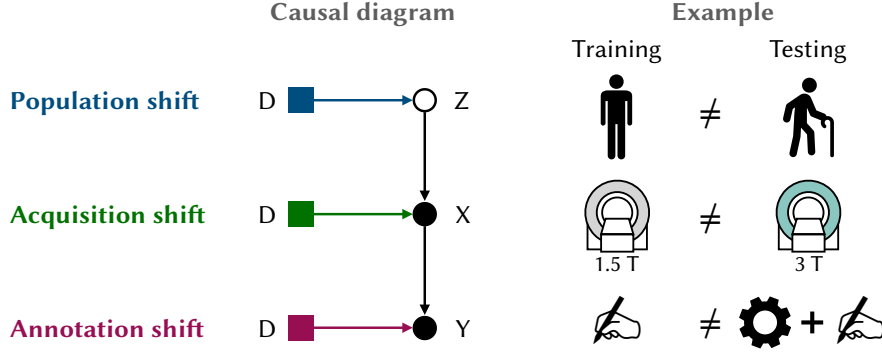 Causal diagram
Example
Training
Testing
Population shift
D
Z
≠
Acquisition shift
D
X
≠
1.5 T
3 T
Annotation shift
D
Y
≠
+